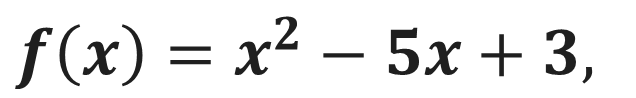 f(x) = x² − 5x + 3,